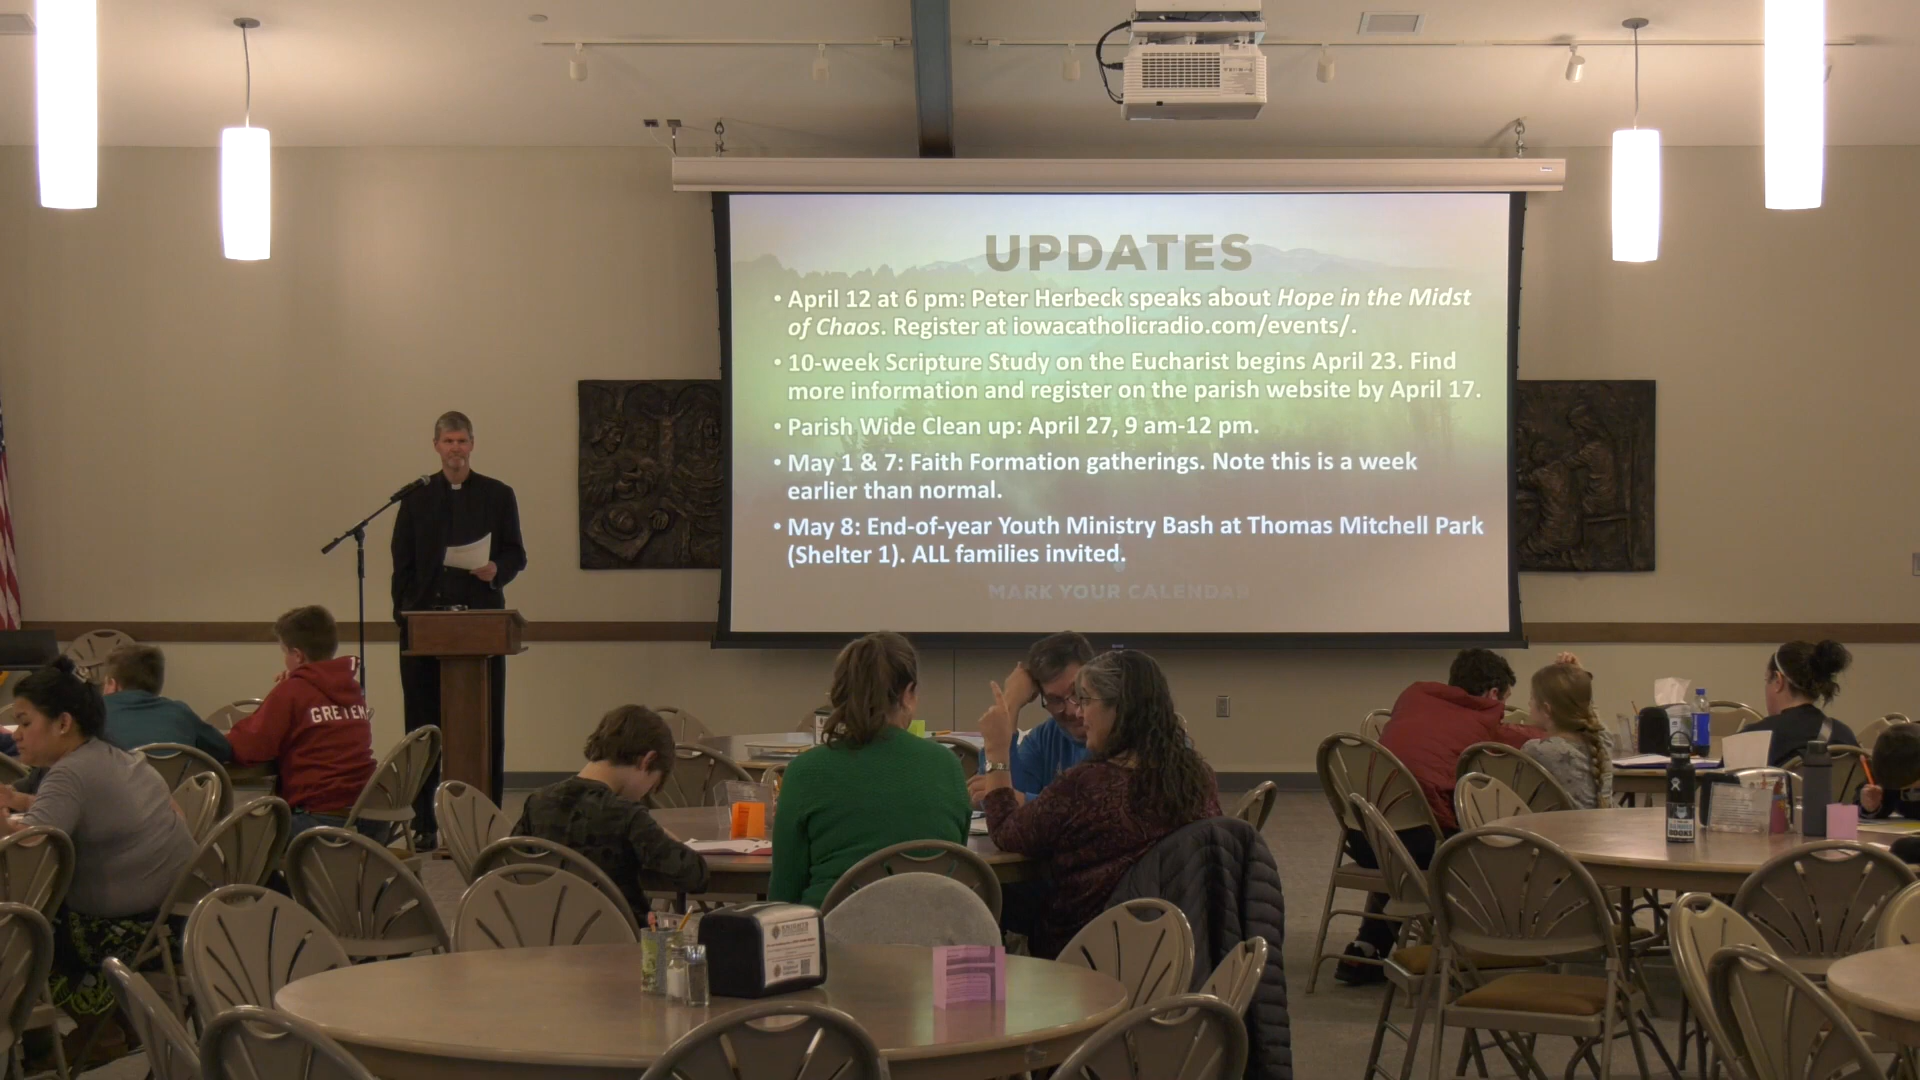 UPDATES
• April 12 at 6 pm: Peter Herbeck speaks about Hope in the Midst
of Chaos. Register at iowacatholicradio.com/events/.
• 10-week Scripture Study on the Eucharist begins April 23. Find
more information and register on the parish website by April 17.
• Parish Wide Clean up: April 27, 9 am-12 pm.
• May 1 & 7: Faith Formation gatherings. Note this is a week
earlier than normal.
• May 8: End-of-year Youth Ministry Bash at Thomas Mitchell Park
(Shelter 1). ALL families invited.
MARK YOUR CALENDAR
KNIGHTS
BOOKS